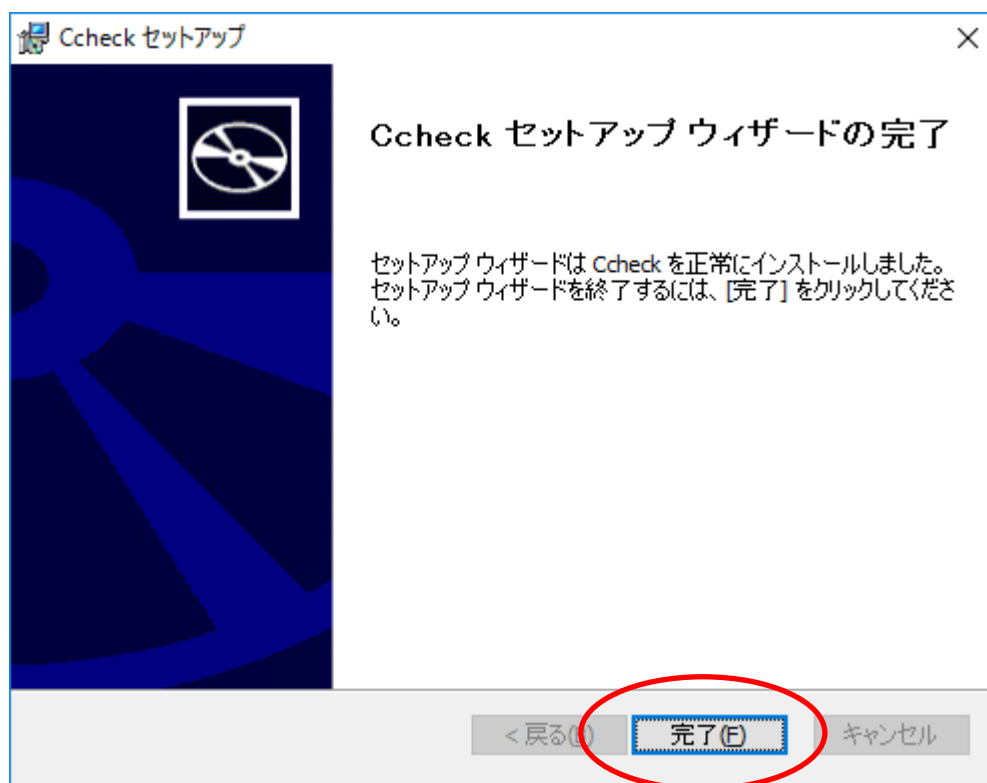 Ccheck セットアップ
Ccheck セットアップ ウィザードの完了
セットアップ ウィザードは Ccheck を正常にインストールしました。
セットアップ ウィザードを終了するには、[完了] をクリックしてくださ
い。
< 戻る(B) 完了(F) キャンセル